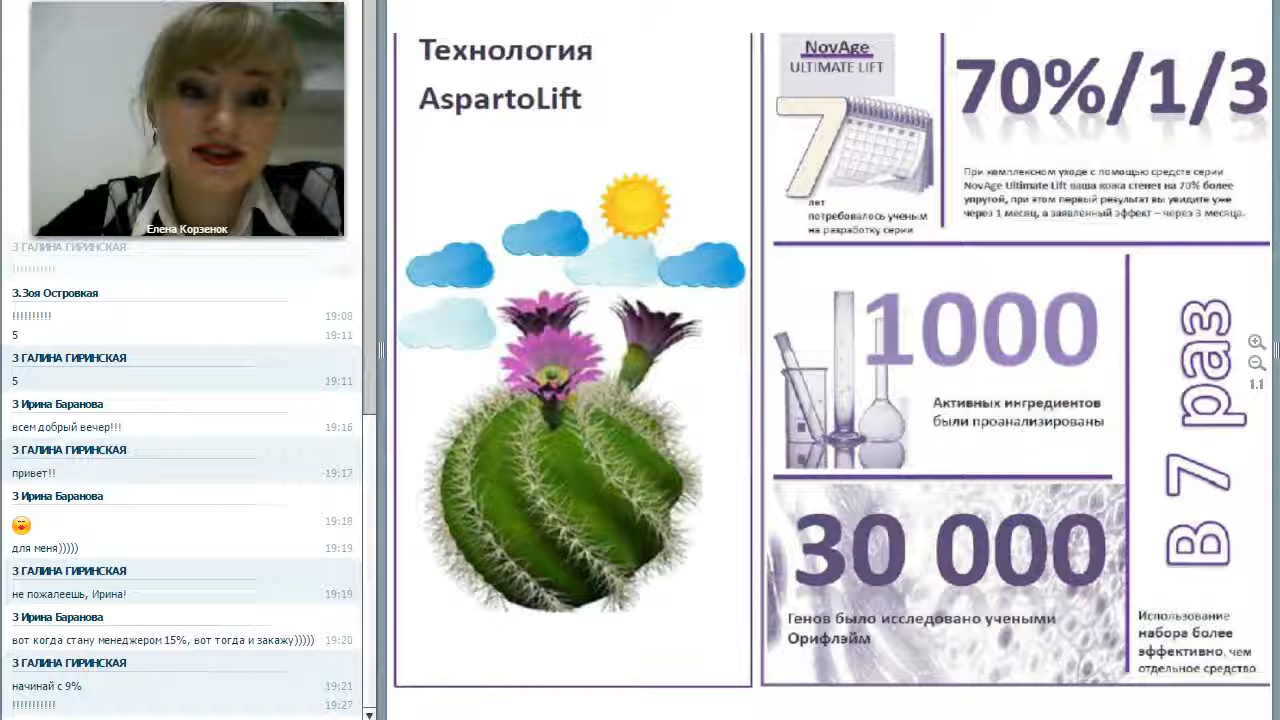 Елена Корзенок
3 ГАЛИНА ГИРИНСКАЯ
!!!!!!!!!!!
3.Зоя Островкая
!!!!!!!!!! 19:08
5 19:11
3 ГАЛИНА ГИРИНСКАЯ
5 19:11
3 Ирина Баранова
всем добрый вечер!!! 19:16
3 ГАЛИНА ГИРИНСКАЯ
привет!! 19:17
3 Ирина Баранова
19:18
для меня))))) 19:19
3 ГАЛИНА ГИРИНСКАЯ
не пожалеешь, Ирина! 19:19
3 Ирина Баранова
вот когда стану менеджером 15%, вот тогда и закажу))))) 19:20
3 ГАЛИНА ГИРИНСКАЯ
начинай с 9% 19:21
!!!!!!!!!!! 19:27
Технология
AspartoLift
NovAge
ULTIMATE LIFT
7
лет
потребовалось ученым
на разработку серии
70%/1/3
При комплексном уходе с помощью средств серии
NovAge Ultimate Lift ваша кожа станет на 70% более
упругой, при этом первый результат вы увидите уже
через 1 месяц, а заявленный эффект – через 3 месяца.
1000
Активных ингредиентов
были проанализированы
30 000
Генов было исследовано учеными
Орифлэйм
В 7 раз
Использование
набора более
эффективно, чем
отдельное средство
1.1